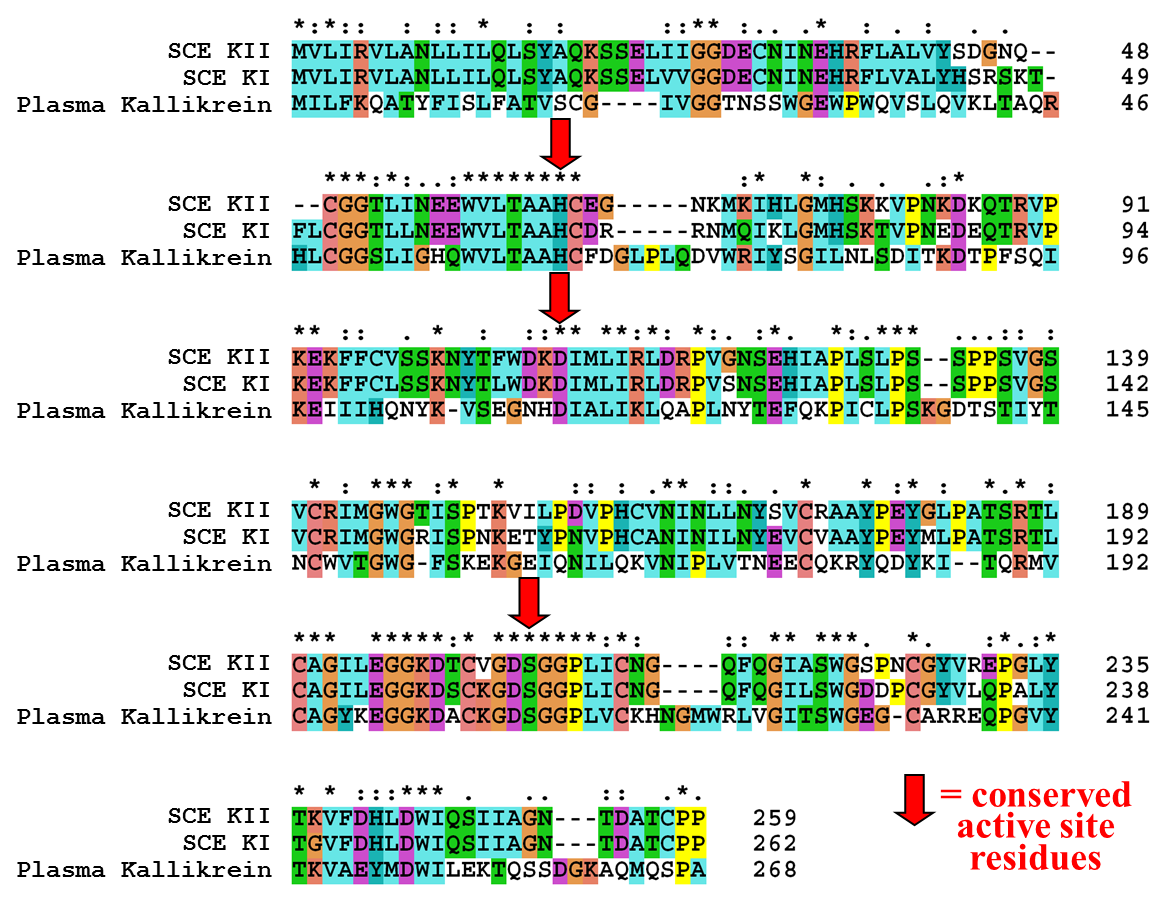 *:*:: : :: * : : ::** ::.. .* : . : . .
SCE KII MVLIRVLANLLILQLSYAQKSSELIIGGDECNINEHRFLALVYSDGNQ-- 48
SCE KI MVLIRVLANLLILQLSYAQKSSELVVGGDECNINEHRFLVALYHSRSKT- 49
Plasma Kallikrein MILFKQATYFISLFATVSCG----IVGGTNSSWGEWPWQVSLQVKLTAQR 46
***:*:..:******** :* *: . . .:*
SCE KII --CGGTLINEEWVLTAAHCEG-----NKMKIHLGMHSKKVPNKDKQTRVP 91
SCE KI FLCGGTLLNEEWVLTAAHCDR-----RNMQIKLGMHSKTVPNEDEQTRVP 94
Plasma Kallikrein HLCGGSLIGHQWVLTAAHCFDGLPLQDVWRIYSGILNLSDITKDTPFSQI 96
** :: . * : ::** **:*: *:. :*. *:.*** ...:: :
SCE KII KEKFFCVSSKNYTFWDKDIMLIRLDRPVGNSEHIAPLSLPS--SPPSVGS 139
SCE KI KEKFFCLSSKNYTLWDKDIMLIRLDRPVSNSEHIAPLSLPS--SPPSVGS 142
Plasma Kallikrein KEIIIHQNYK-VSEGNHDIALIKLQAPLNYTEFQKPICLPSKGDTSTIYT 145
* : *** :* * :: : .** ::. . * * :* : *.* :
SCE KII VCRIMGWGTISPTKVILPDVPHCVNINLLNYSVCRAAYPEYGLPATSRTL 189
SCE KI VCRIMGWGRISPNKETYPNVPHCANINILNYEVCVAAYPEYMLPATSRTL 192
Plasma Kallikrein NCWVTGWG-FSKEKGEIQNILQKVNIPLVTNEECQKRYQDYKI--TQRMV 192
*** *****:* *******:*: :: ** ***. *. :*.:*
SCE KII CAGILEGGKDTCVGDSGGPLICNG----QFQGIASWGSPNCGYVREPGLY 235
SCE KI CAGILEGGKDSCKGDSGGPLICNG----QFQGILSWGDDPCGYVLQPALY 238
Plasma Kallikrein CAGYKEGGKDACKGDSGGPLVCKHNGMWRLVGITSWGEG-CARREQPGVY 241
* * :::*** . .. :: .*.
SCE KII TKVFDHLDWIQSIIAGN---TDATCPP 259
SCE KI TGVFDHLDWIQSIIAGN---TDATCPP 262
Plasma Kallikrein TKVAEYMDWILEKTQSSDGKAQMQSPA 268
= conserved
active site
residues